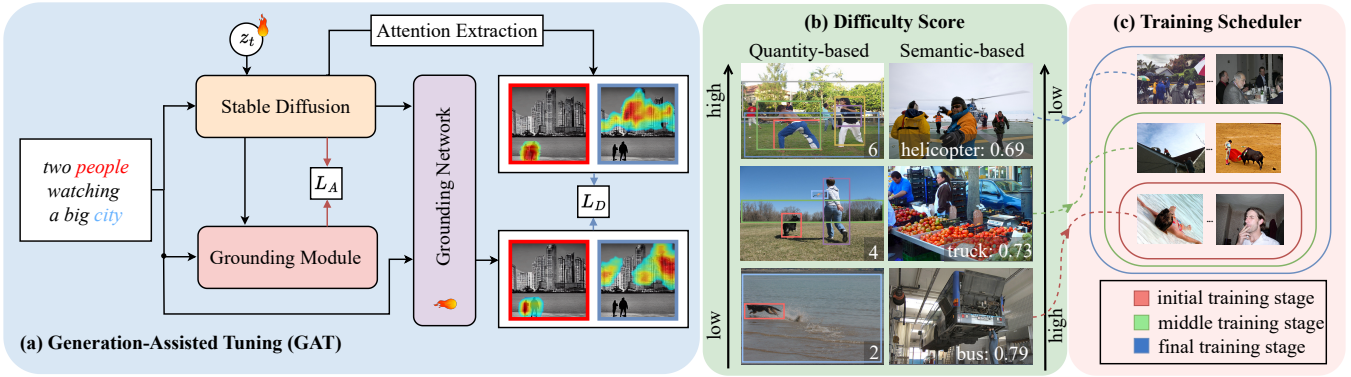 z_t
Attention Extraction
Stable Diffusion
two people
watching
a big city
L_A
Grounding Module
Grounding Network
L_D
(a) Generation-Assisted Tuning (GAT)
(b) Difficulty Score
Quantity-based
Semantic-based
high
low
6
helicopter: 0.69
4
truck: 0.73
2
bus: 0.79
low
high
(c) Training Scheduler
...
...
...
initial training stage
middle training stage
final training stage